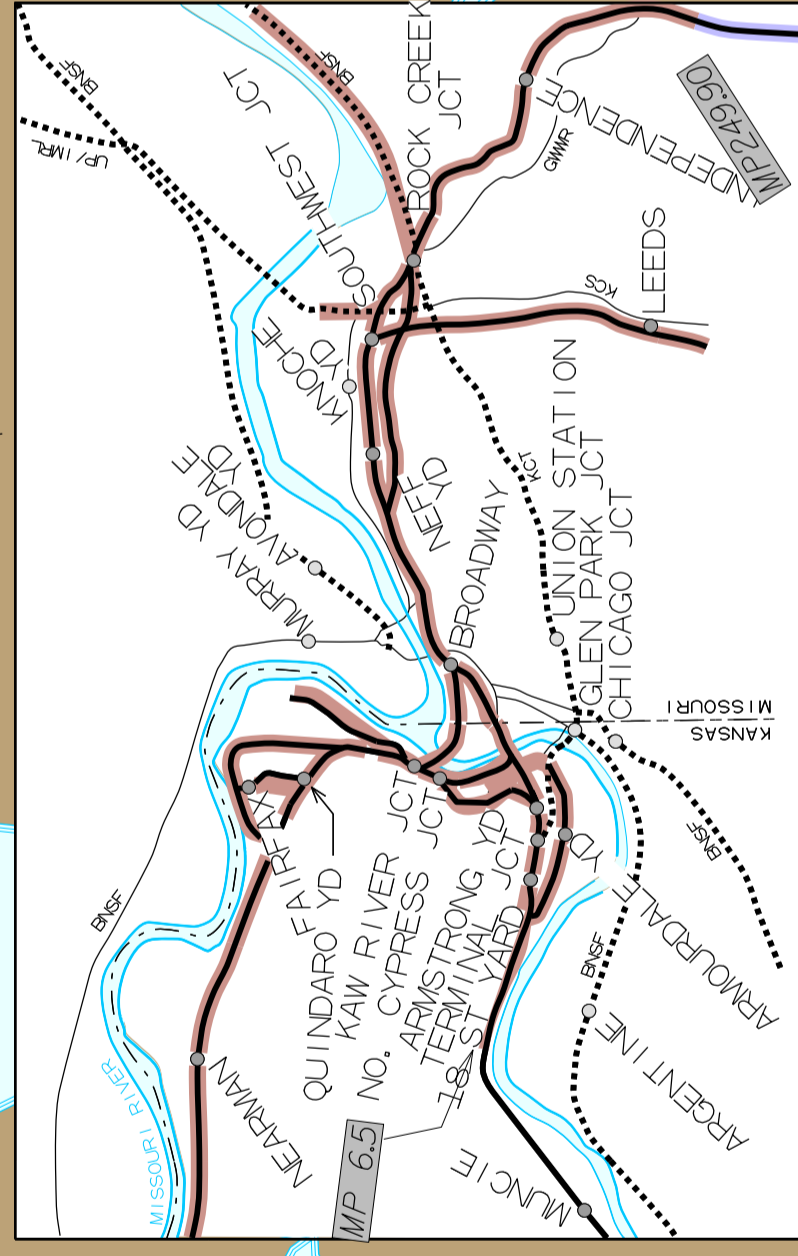 BNSF
UP/IMRL
BNSF
ROCK CREEK
JCT
SOUTHWEST JCT
MP249.90
INDEPENDENCE
GWWR
LEEDS
KCS
KNOCHE
YD
AVONDALE
YD
MURRAY YD
NEFF
YD
KCT
BROADWAY
UNION STATION
GLEN PARK JCT
CHICAGO JCT
MISSOURI
KANSAS
FAIRFAX
QUINDARO YD
KAW RIVER JCT
NO. CYPRESS JCT
ARMSTRONG YD
TERMINAL JCT
18 ST YARD
ARMOURDALE YD
BNSF
BNSF
BNSF
ARGENTINE
NEARMAN
MISSOURI RIVER
MP 6.5
MUNCIE